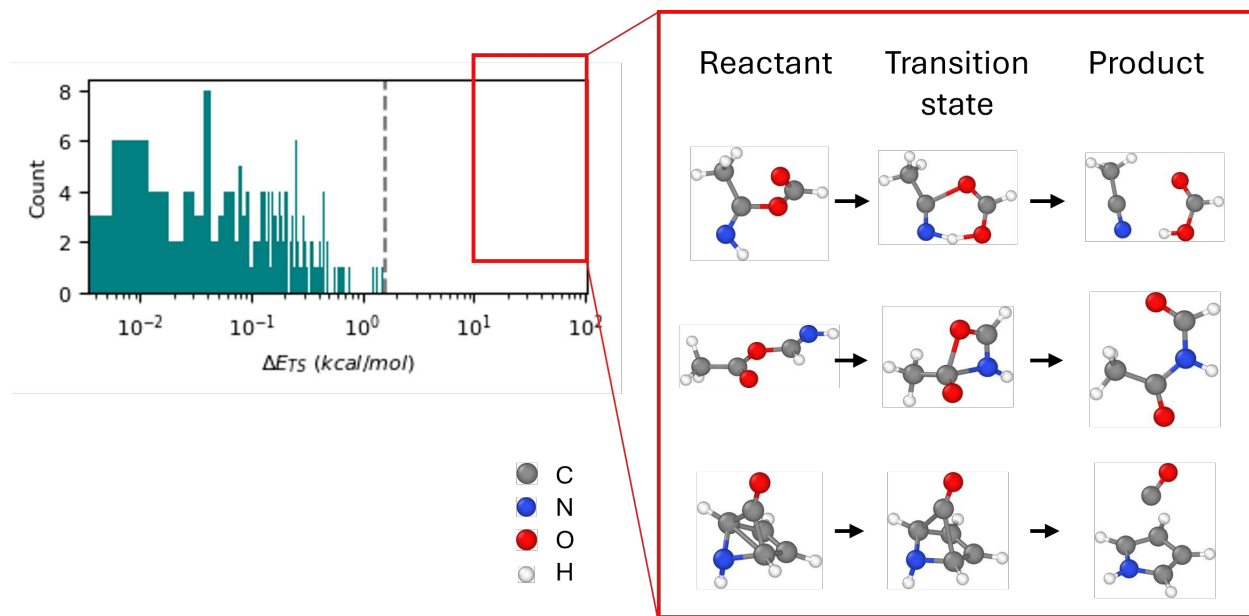 8
6
4
2
0
Count
10⁻²
10⁻¹
10⁰
10¹
10²
ΔE_TS (kcal/mol)
C
N
O
H
Reactant
Transition
state
Product